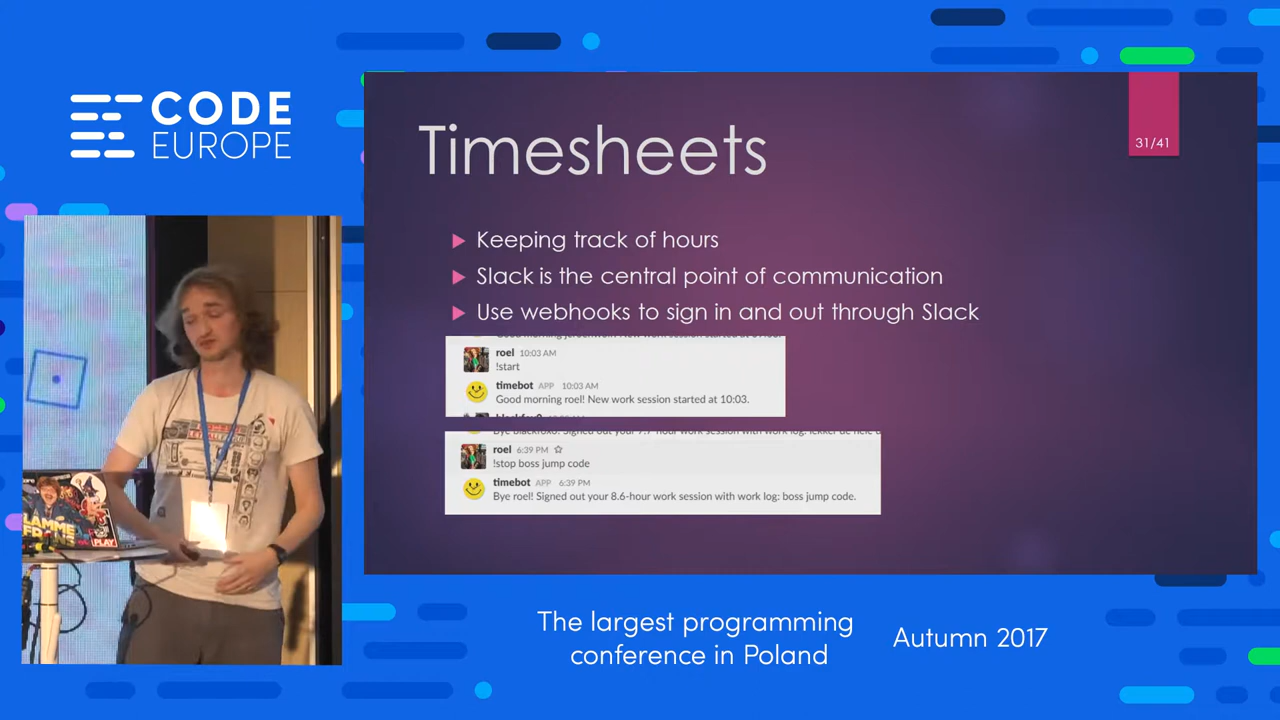 CODE
EUROPE
Timesheets
31/41
Keeping track of hours
Slack is the central point of communication
Use webhooks to sign in and out through Slack
roel 10:03 AM
!start
timebot APP 10:03 AM
Good morning roel! New work session started at 10:03.
roel 6:39 PM
!stop boss jump code
timebot APP 6:39 PM
Bye roel! Signed out your 8.6-hour work session with work log: boss jump code.
PLAY
The largest programming
conference in Poland
Autumn 2017